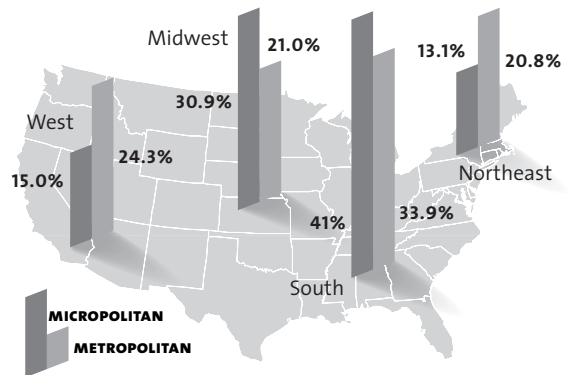 Midwest
21.0%
13.1%
20.8%
30.9%
West
24.3%
15.0%
Northeast
41%
33.9%
South
MICROPOLITAN
METROPOLITAN